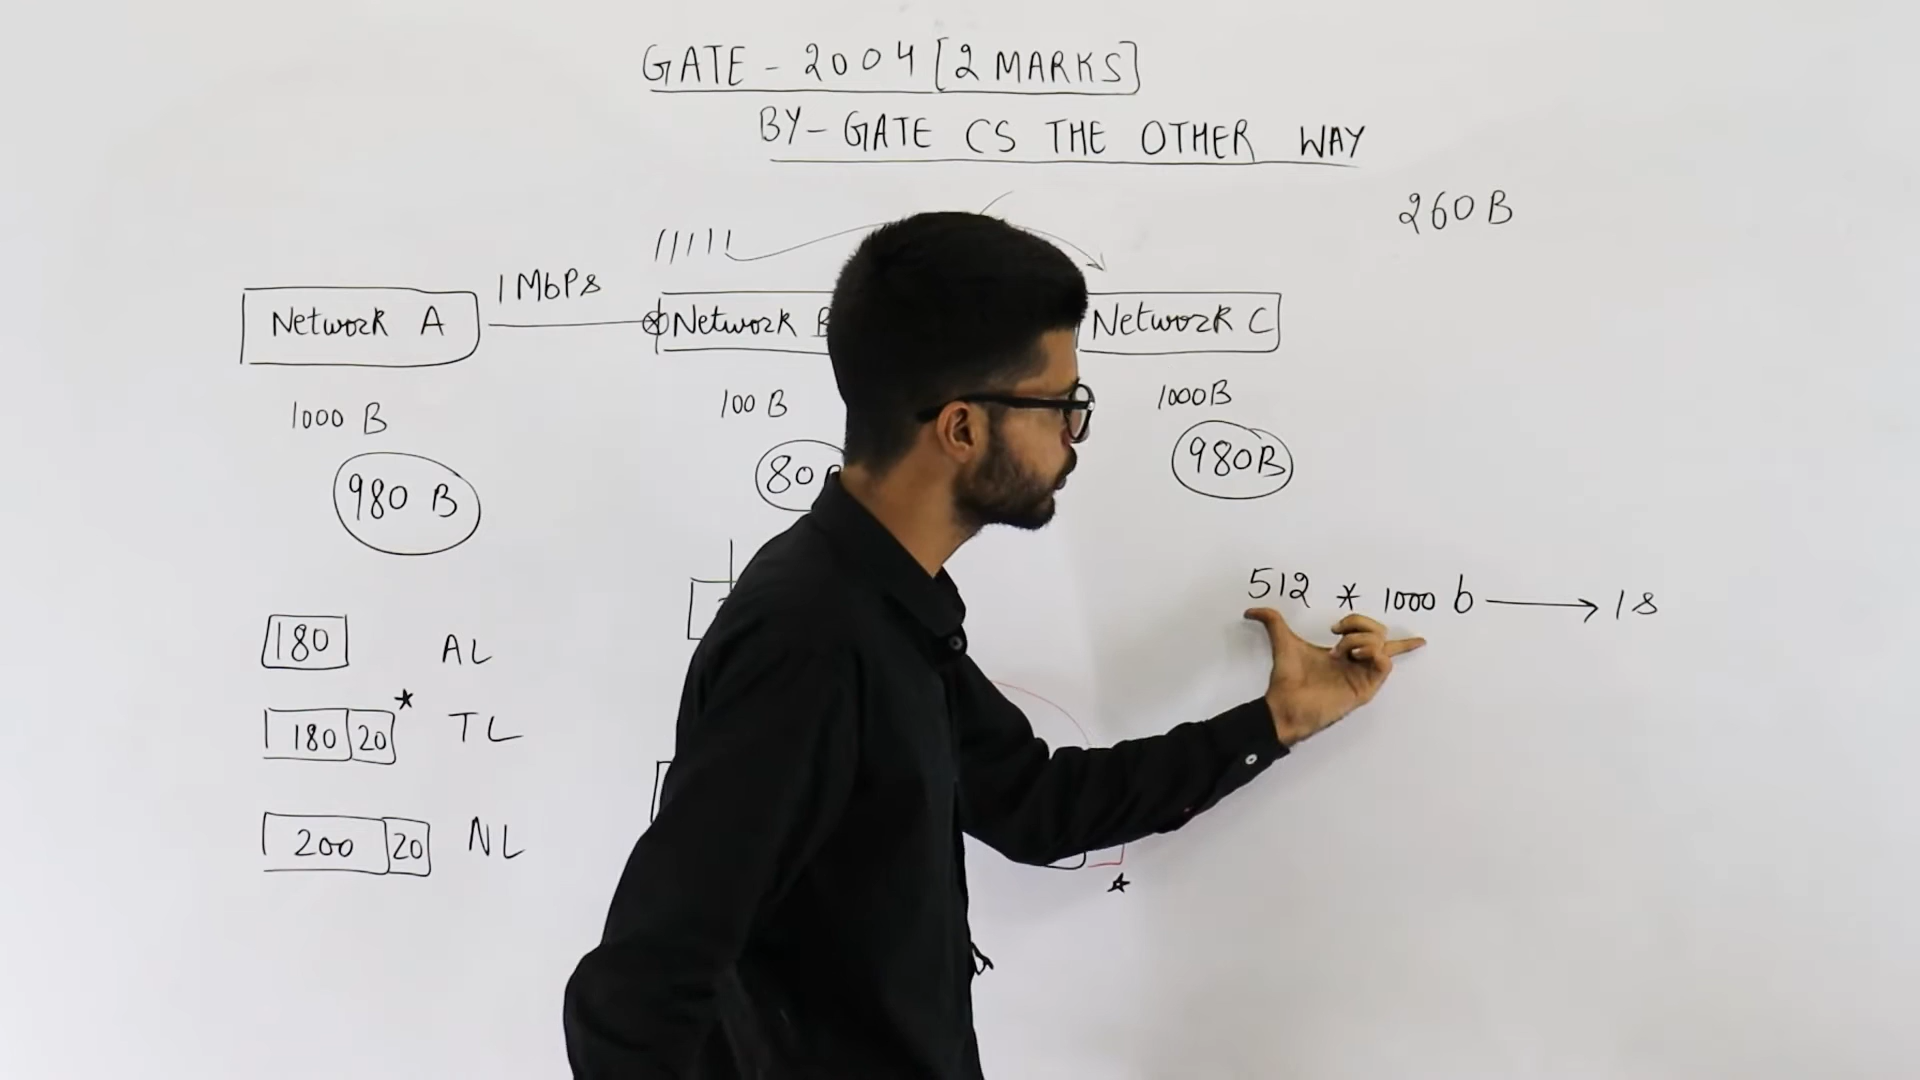 GATE - 2004 [2 MARKS]
BY - GATE CS THE OTHER WAY
260 B
1 MbPs
Network A
Network
Network C
1000 B
100 B
1000B
980 B
80
980B
512 * 1000 b → 1 s
180 AL
180 20 * TL
200 20 NL